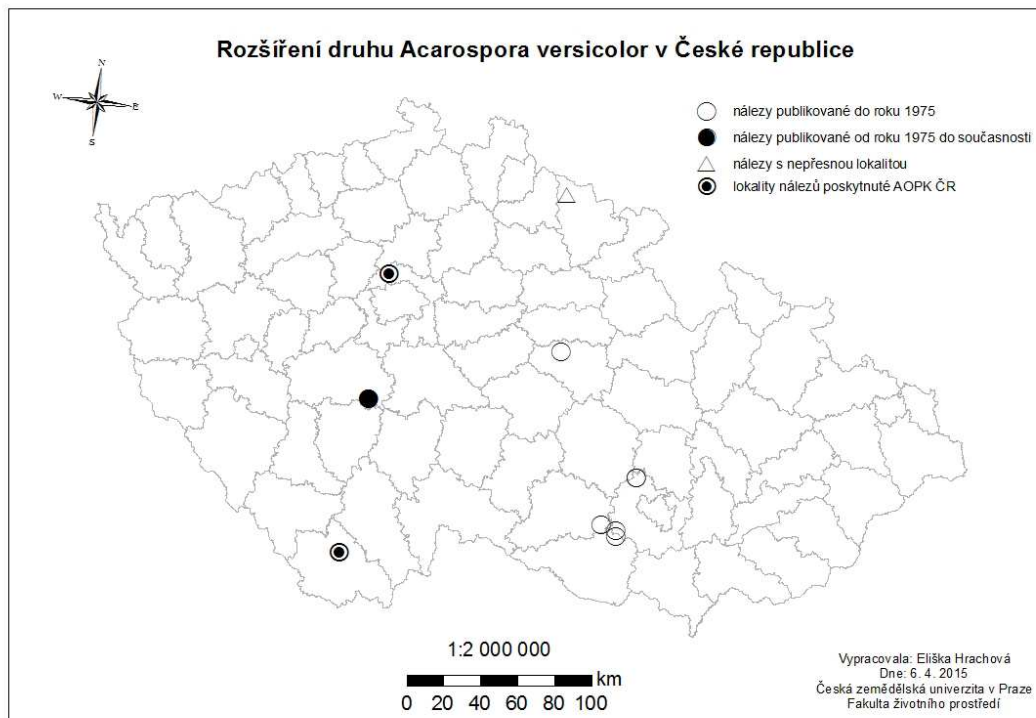 Rozšíření druhu Acarospora versicolor v České republice
N
W E
S
nálezy publikované do roku 1975
nálezy publikované od roku 1975 do současnosti
nálezy s nepřesnou lokalitou
lokality nálezů poskytnuté AOPK ČR
1:2 000 000
km
0 20 40 60 80 100
Vypracovala: Eliška Hrachová
Dne: 6. 4. 2015
Česká zemědělská univerzita v Praze
Fakulta životního prostředí